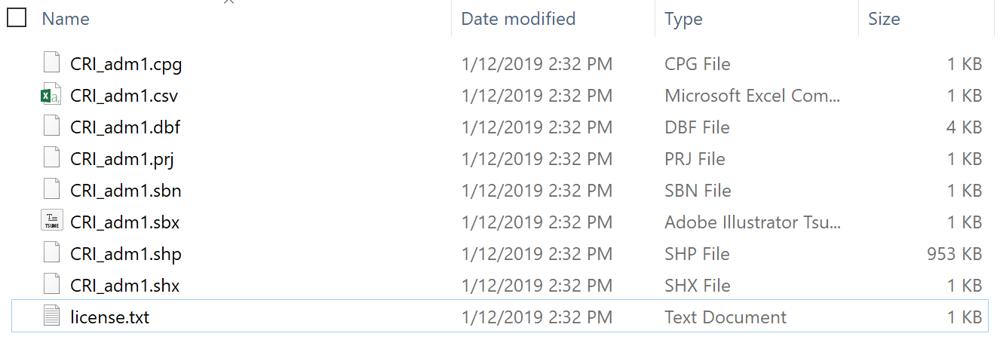 Name Date modified Type Size
CRI_adm1.cpg 1/12/2019 2:32 PM CPG File 1 KB
CRI_adm1.csv 1/12/2019 2:32 PM Microsoft Excel Com... 1 KB
CRI_adm1.dbf 1/12/2019 2:32 PM DBF File 4 KB
CRI_adm1.prj 1/12/2019 2:32 PM PRJ File 1 KB
CRI_adm1.sbn 1/12/2019 2:32 PM SBN File 1 KB
TSUME CRI_adm1.sbx 1/12/2019 2:32 PM Adobe Illustrator Tsu... 1 KB
CRI_adm1.shp 1/12/2019 2:32 PM SHP File 953 KB
CRI_adm1.shx 1/12/2019 2:32 PM SHX File 1 KB
license.txt 1/12/2019 2:32 PM Text Document 1 KB